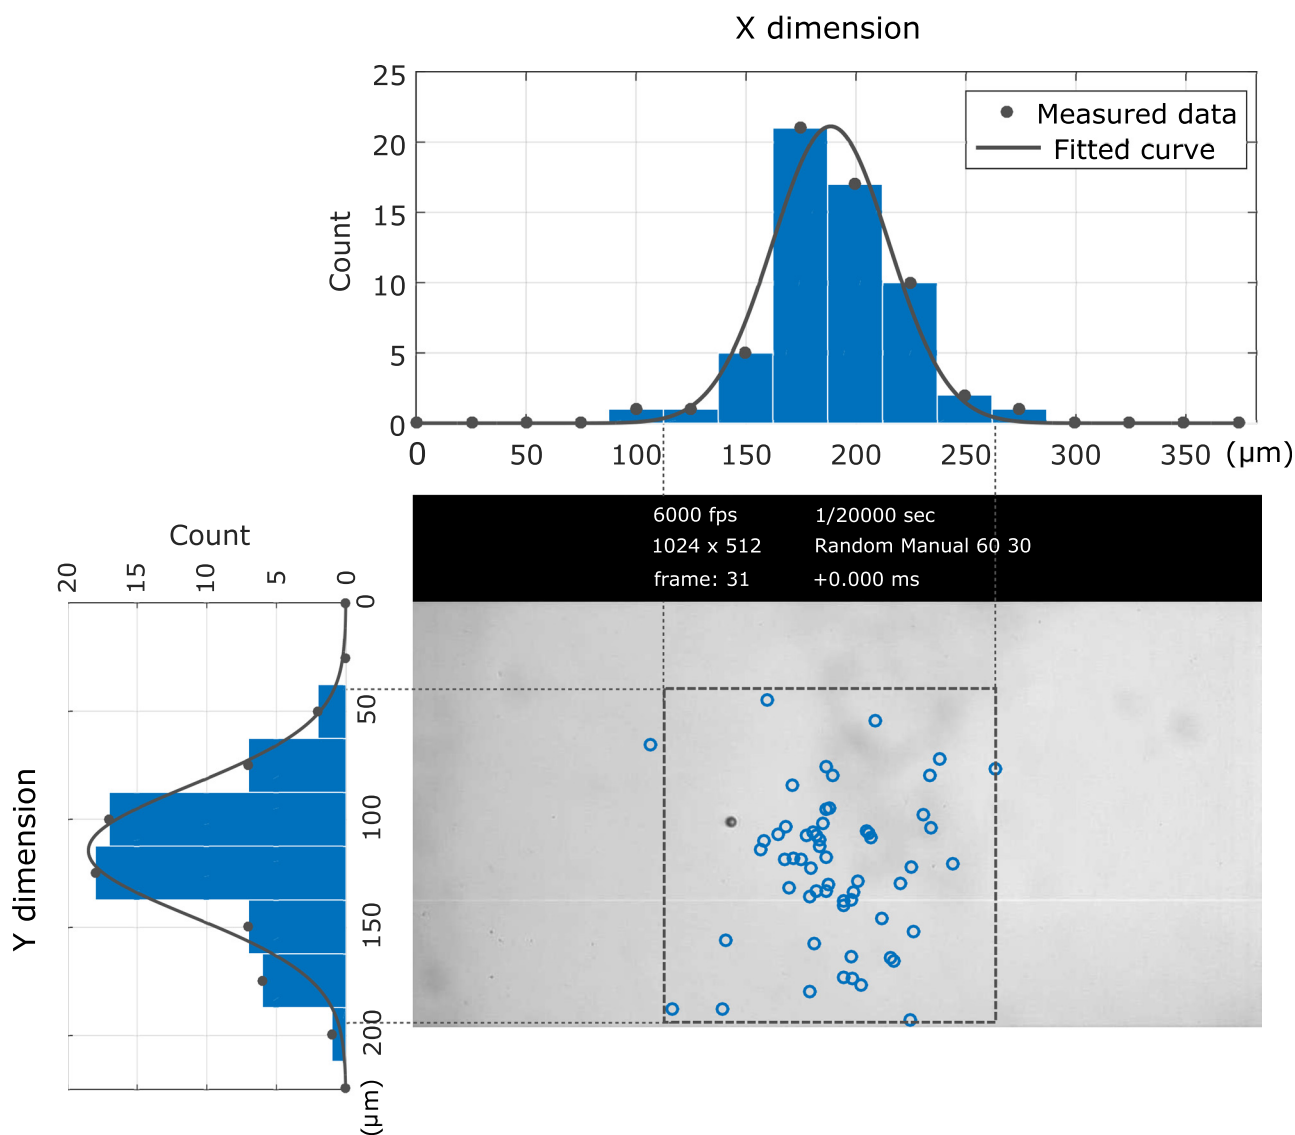 X dimension
25
20
15
10
5
0
Count
Measured data
Fitted curve
0 50 100 150 200 250 300 350 (μm)
6000 fps 1/20000 sec
1024 x 512 Random Manual 60 30
frame: 31 +0.000 ms
Count
20 15 10 5 0
Y dimension
0
50
100
150
200
(μm)